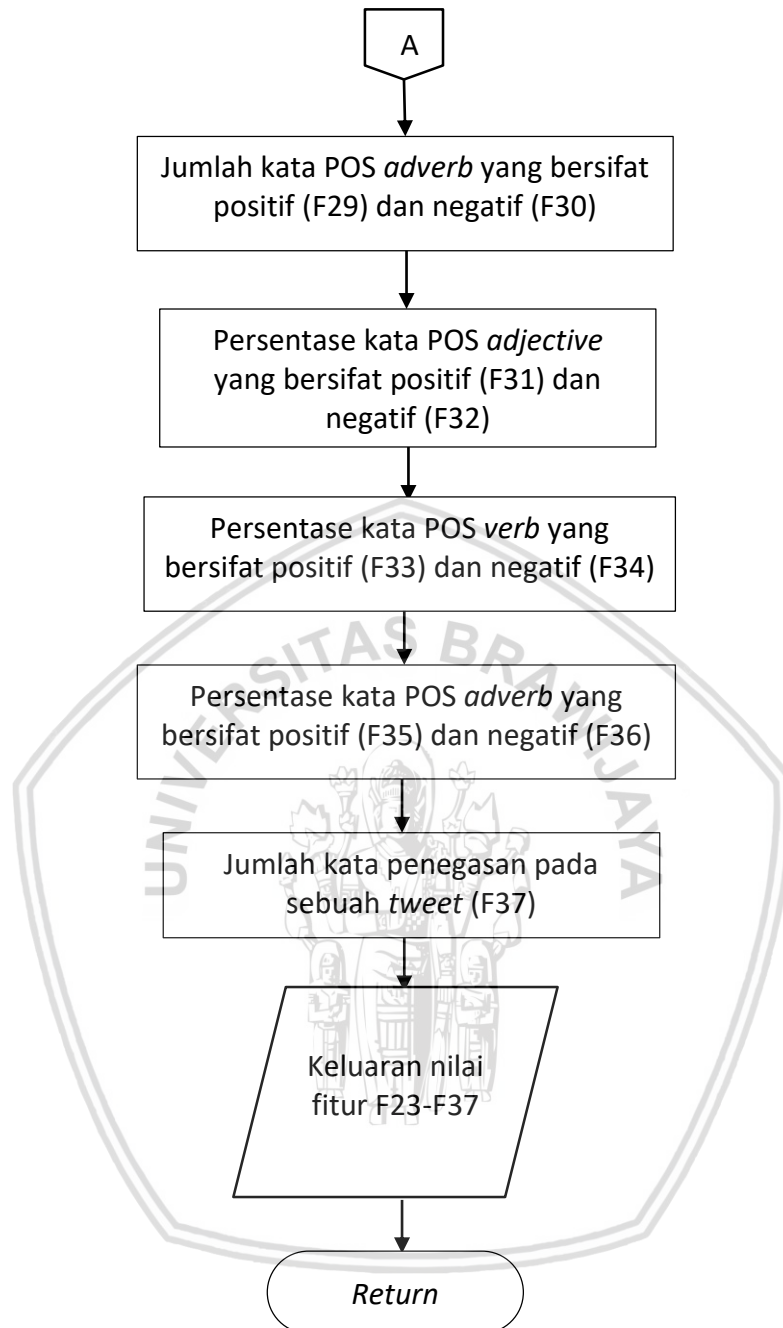 A
Jumlah kata POS adverb yang bersifat
positif (F29) dan negatif (F30)
Persentase kata POS adjective
yang bersifat positif (F31) dan
negatif (F32)
Persentase kata POS verb yang
bersifat positif (F33) dan negatif (F34)
UNIVERSITAS BRAWIJAYA
Persentase kata POS adverb yang
bersifat positif (F35) dan negatif (F36)
Jumlah kata penegasan pada
sebuah tweet (F37)
Keluaran nilai
fitur F23-F37
Return